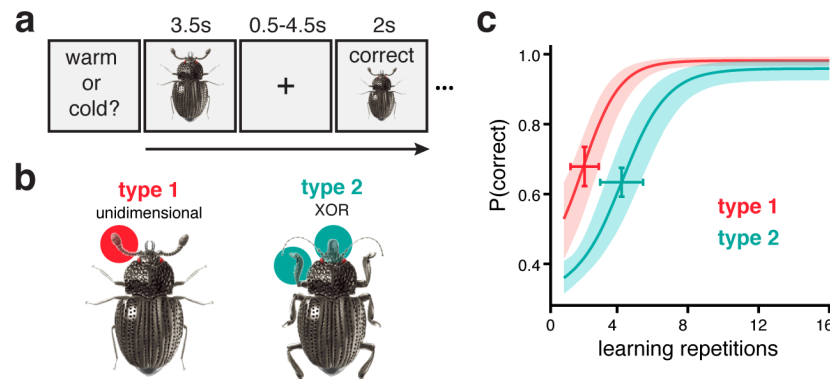 a
3.5s
0.5-4.5s
2s
warm
or
cold?
+
correct
...
b
type 1
unidimensional
type 2
XOR
c
P(correct)
1.0
0.8
0.6
0.4
type 1
type 2
0
4
8
12
16
learning repetitions